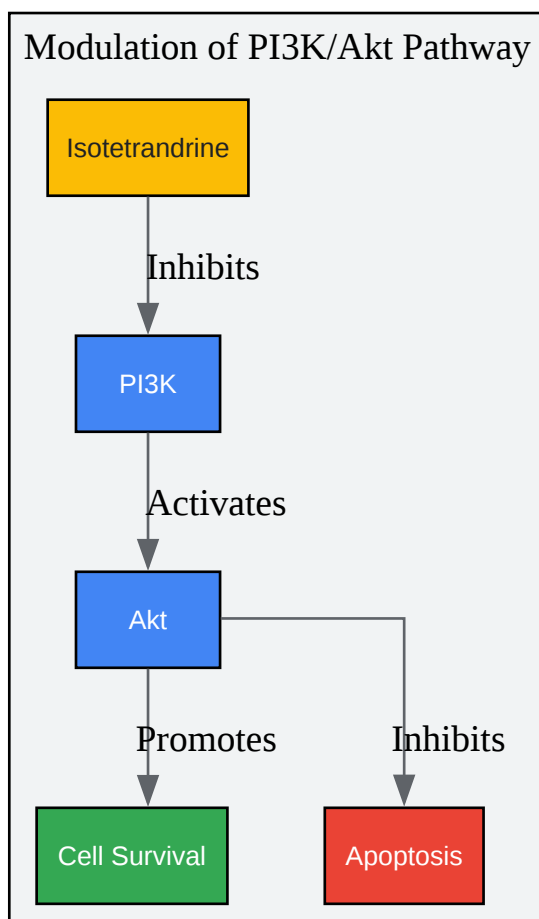 Modulation of PI3K/Akt Pathway
Isotetrandrine
Inhibits
PI3K
Activates
Akt
Promotes
Inhibits
Cell Survival
Apoptosis